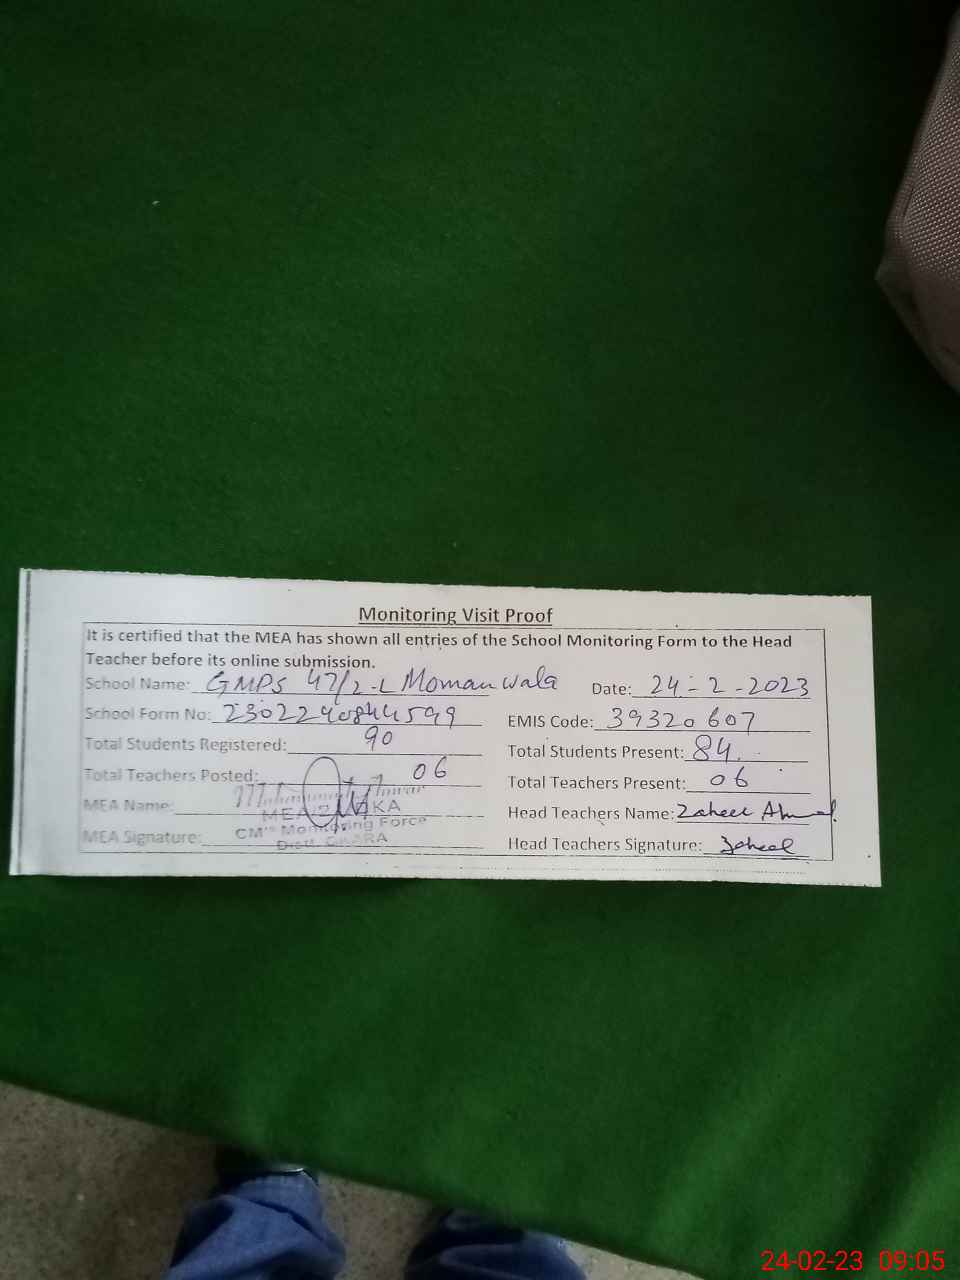 Monitoring Visit Proof
It is certified that the MEA has shown all entries of the School Monitoring Form to the Head
Teacher before its online submission.
School Name: GMPS 47/2-L Momanwala Date: 24-2-2023
School Form No: 2302240844599 EMIS Code: 39320607
Total Students Registered: 90 Total Students Present: 84
Total Teachers Posted: 06 Total Teachers Present: 06
MEA Name: Head Teachers Name: Zaheer Ahmad
MEA
CM's Monitoring Force
MEA Signature: Distt. OKARA Head Teachers Signature: Zaheer
24-02-23 09:05